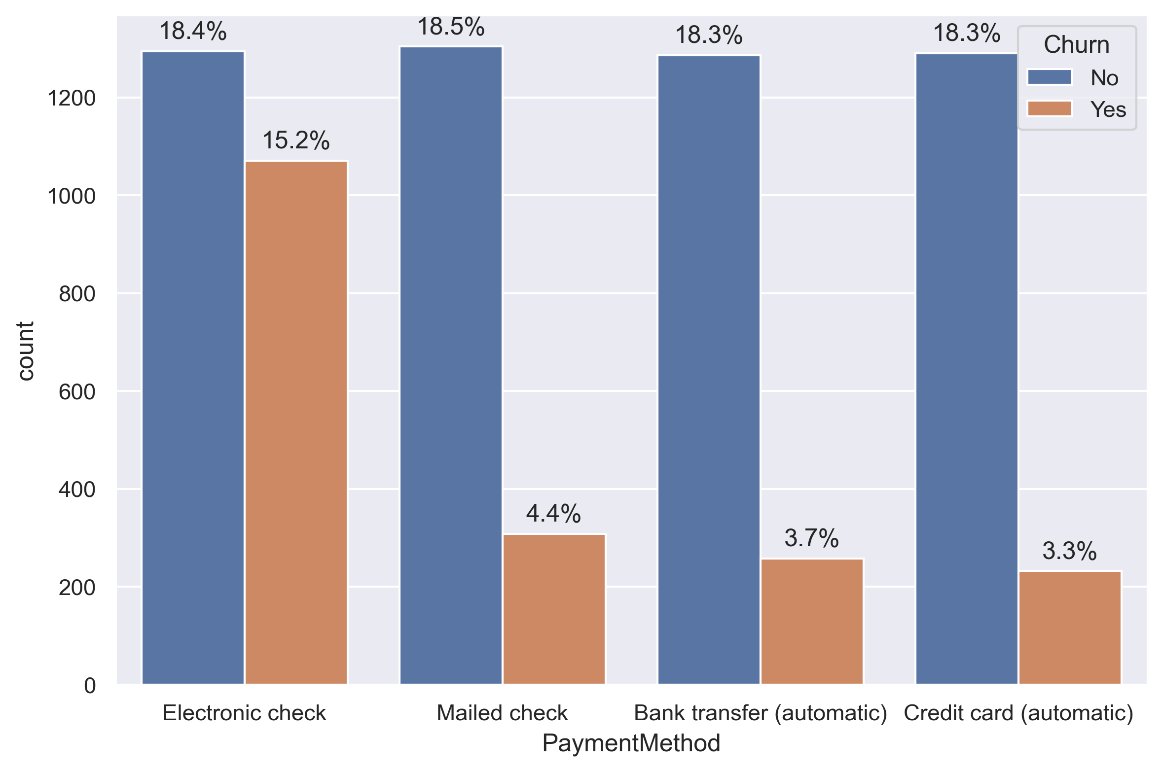 18.4%
18.5%
18.3%
18.3%
Churn
No
Yes
15.2%
4.4%
3.7%
3.3%
1200
1000
800
600
400
200
0
count
Electronic check
Mailed check
Bank transfer (automatic)
Credit card (automatic)
PaymentMethod